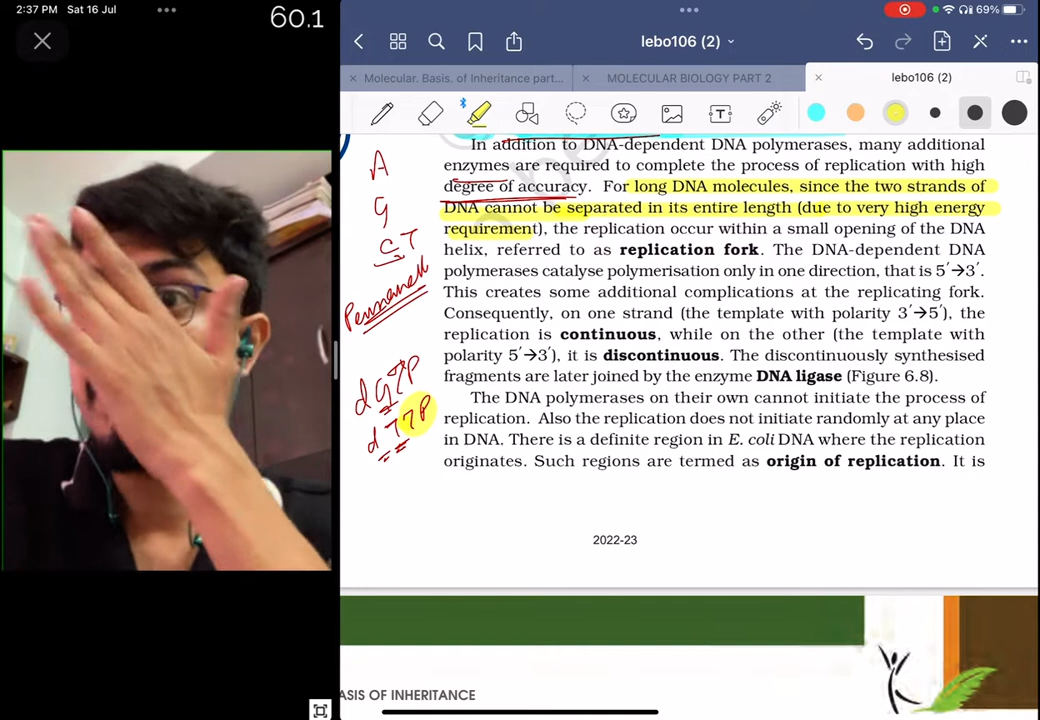 2:37 PM Sat 16 Jul
60.1
69%
lebo106 (2)
Molecular. Basis. of Inheritance part...
MOLECULAR BIOLOGY PART 2
lebo106 (2)
In addition to DNA-dependent DNA polymerases, many additional
enzymes are required to complete the process of replication with high
degree of accuracy. For long DNA molecules, since the two strands of
DNA cannot be separated in its entire length (due to very high energy
requirement), the replication occur within a small opening of the DNA
helix, referred to as replication fork. The DNA-dependent DNA
polymerases catalyse polymerisation only in one direction, that is 5′→3′.
This creates some additional complications at the replicating fork.
Consequently, on one strand (the template with polarity 3′→5′), the
replication is continuous, while on the other (the template with
polarity 5′→3′), it is discontinuous. The discontinuously synthesised
fragments are later joined by the enzyme DNA ligase (Figure 6.8).
The DNA polymerases on their own cannot initiate the process of
replication. Also the replication does not initiate randomly at any place
in DNA. There is a definite region in E. coli DNA where the replication
originates. Such regions are termed as origin of replication. It is
A
G
C T
dGTP
dTTP
2022-23
ASIS OF INHERITANCE